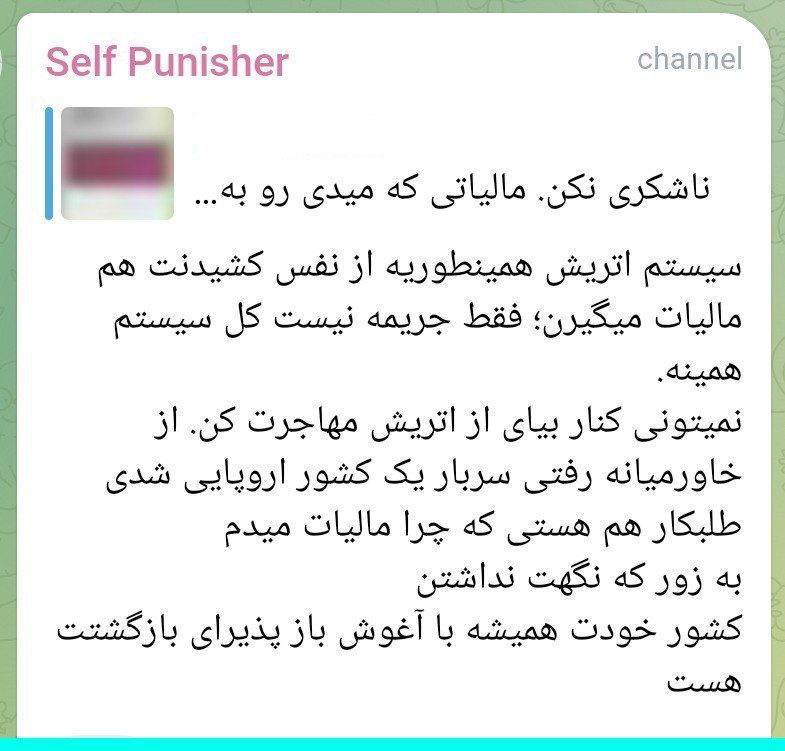 Self Punisher
channel
ناشکری نکن. مالیاتی که میدی رو به...
سیستم اتریش همینطوریه از نفس کشیدنت هم
مالیات میگیرن؛ فقط جریمه نیست کل سیستم
همینه.
نمیتونی کنار بیای از اتریش مهاجرت کن. از
خاورمیانه رفتی سربار یک کشور اروپایی شدی
طلبکار هم هستی که چرا مالیات میدم
به زور که نگهت نداشتن
کشور خودت همیشه با آغوش باز پذیرای بازگشتت
هست